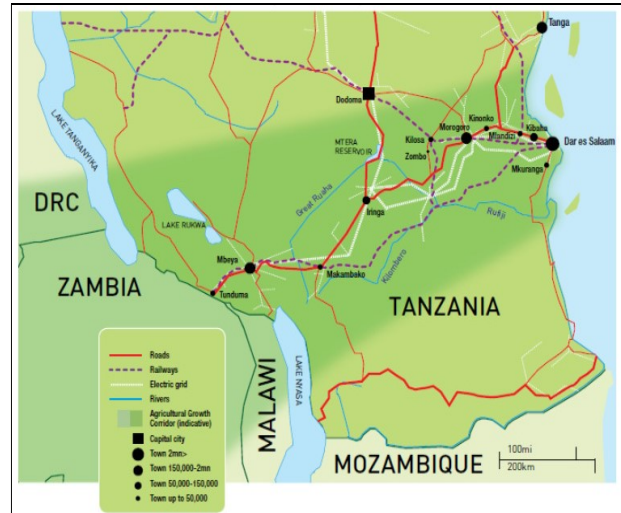 Tanga
Dodoma
Kinonko
Morogoro
Mlandizi
Kibaha
Dar es Salaam
MTERA
RESERVOIR
Kilosa
Zombo
Mkuranga
LAKE TANGANYIKA
DRC
Great Ruaha
Iringa
Rufiji
LAKE RUKWA
Mbeya
Kilombero
Makambako
ZAMBIA
Tunduma
TANZANIA
Roads
Railways
Electric grid
Rivers
Agricultural Growth
Corridor (indicative)
Capital city
Town 2mn>
Town 150,000-2mn
Town 50,000-150,000
Town up to 50,000
MALAWI
LAKE NYASA
MOZAMBIQUE
100mi
200km